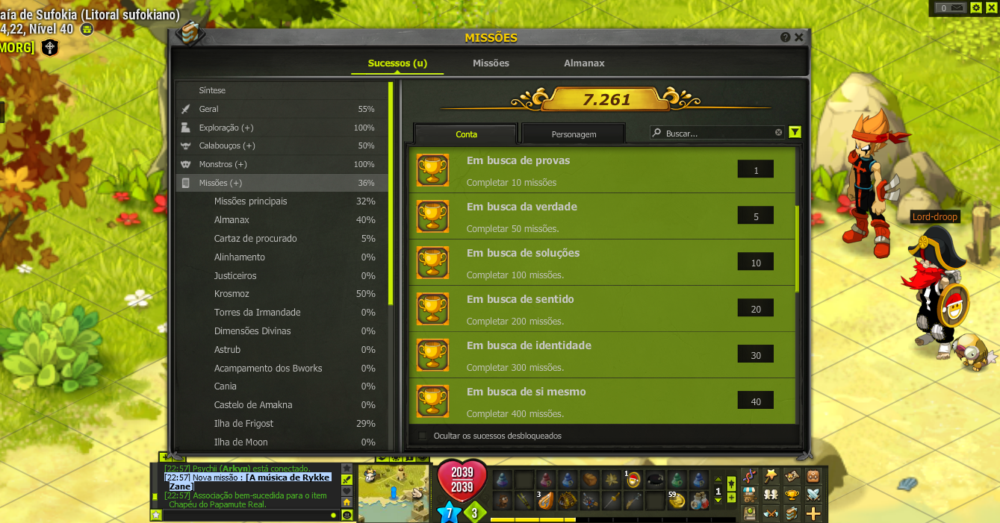 aía de Sufokia (Litoral sufokiano)
4,22, Nível 40
MORG]
0
MISSÕES
Sucessos (u)
Missões
Almanax
Síntese
Geral 55%
Exploração (+) 100%
Calabouços (+) 50%
Monstros (+) 100%
Missões (+) 36%
Missões principais 32%
Almanax 40%
Cartaz de procurado 5%
Alinhamento 0%
Justiceiros 0%
Krosmoz 50%
Torres da Irmandade 0%
Dimensões Divinas 0%
Astrub 0%
Acampamento dos Bworks 0%
Cania 0%
Castelo de Amakna 0%
Ilha de Frigost 29%
Ilha de Moon 0%
7.261
Conta
Personagem
Buscar...
Em busca de provas
Completar 10 missões
1
Em busca da verdade
Completar 50 missões.
5
Em busca de soluções
Completar 100 missões.
10
Em busca de sentido
Completar 200 missões.
20
Em busca de identidade
Completar 300 missões.
30
Em busca de si mesmo
Completar 400 missões.
40
Ocultar os sucessos desbloqueados
Lord-droop
[22:57] Psychii (Arkyn) está conectado.
[22:57] Nova missão : [A música de Rykke
Zane]
[22:57] Associação bem-sucedida para o item
Chapéu do Papamute Real.
2039
2039
7
3
1
3
59
1